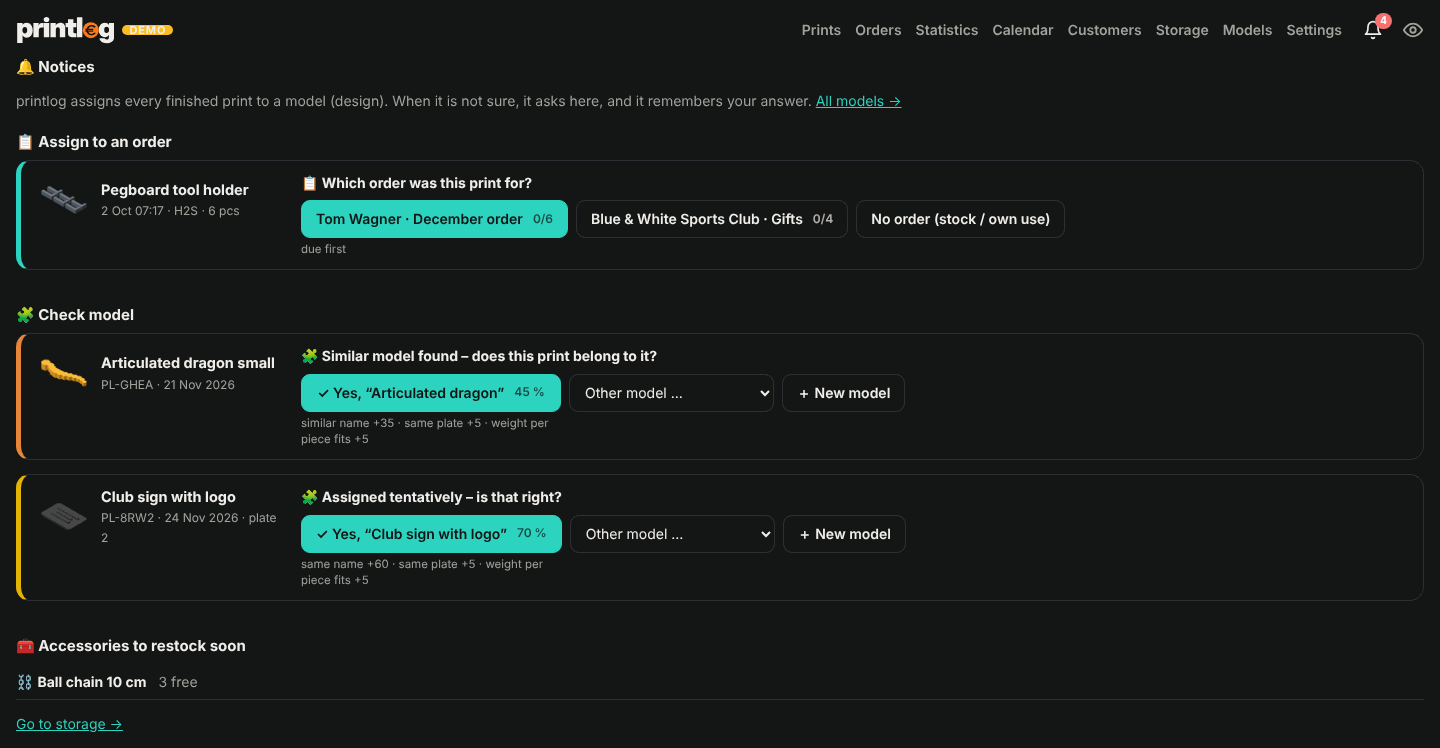 printlog DEMO
Prints Orders Statistics Calendar Customers Storage Models Settings 4
🔔 Notices
printlog assigns every finished print to a model (design). When it is not sure, it asks here, and it remembers your answer. All models →
📋 Assign to an order
Pegboard tool holder
2 Oct 07:17 · H2S · 6 pcs
📋 Which order was this print for?
Tom Wagner · December order 0/6
Blue & White Sports Club · Gifts 0/4
No order (stock / own use)
due first
🧩 Check model
Articulated dragon small
PL-GHEA · 21 Nov 2026
🧩 Similar model found – does this print belong to it?
✓ Yes, “Articulated dragon” 45 %
Other model ...
+ New model
similar name +35 · same plate +5 · weight per
piece fits +5
Club sign with logo
PL-8RW2 · 24 Nov 2026 · plate
2
🧩 Assigned tentatively – is that right?
✓ Yes, “Club sign with logo” 70 %
Other model ...
+ New model
same name +60 · same plate +5 · weight per
piece fits +5
🧰 Accessories to restock soon
⛓️ Ball chain 10 cm 3 free
Go to storage →